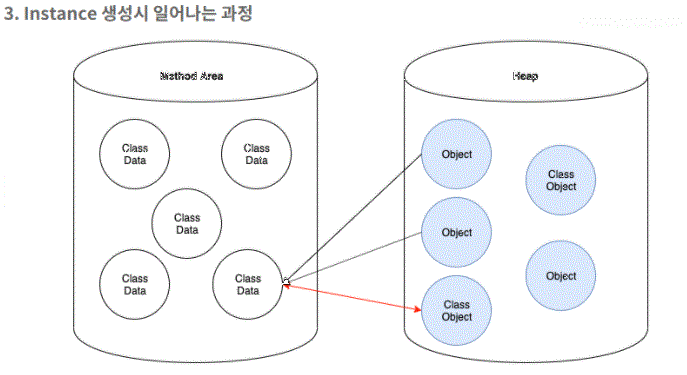 3. Instance 생성시 일어나는 과정
Method Area
Heap
Class
Data
Class
Data
Class
Data
Class
Data
Class
Data
Object
Class
Object
Object
Object
Class
Object